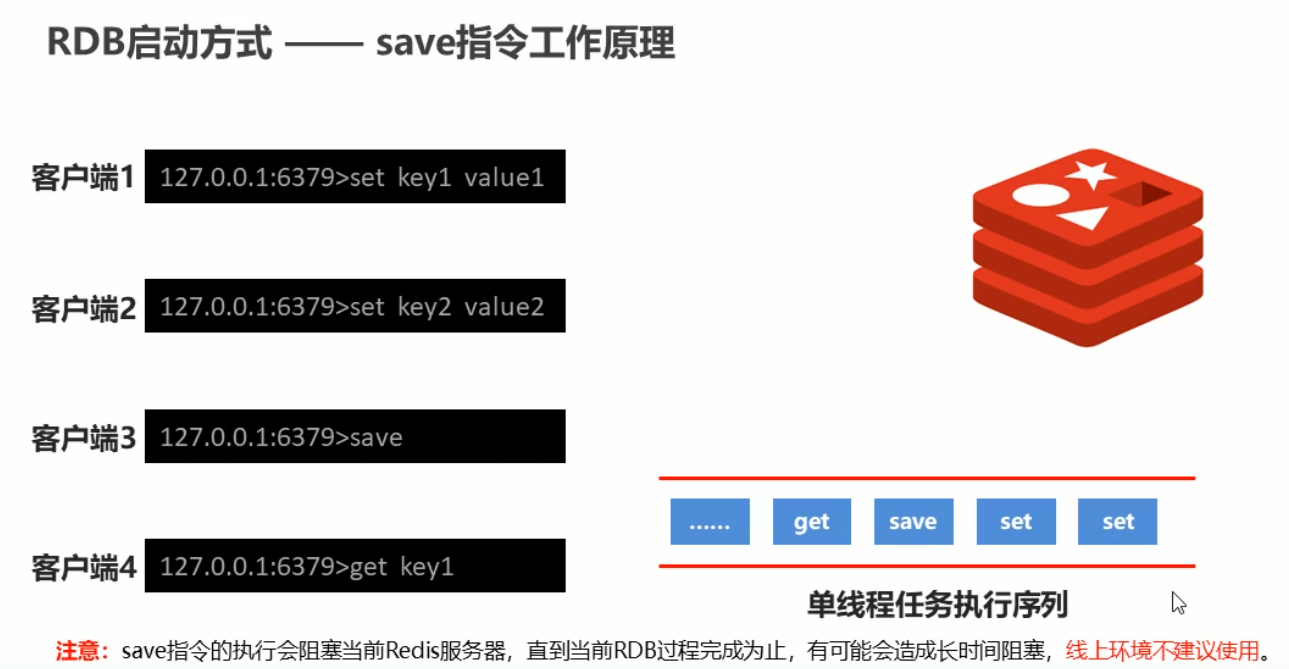 RDB启动方式 —— save指令工作原理
客户端1 127.0.0.1:6379>set key1 value1
客户端2 127.0.0.1:6379>set key2 value2
客户端3 127.0.0.1:6379>save
客户端4 127.0.0.1:6379>get key1
…… get save set set
单线程任务执行序列
注意：save指令的执行会阻塞当前Redis服务器，直到当前RDB过程完成为止，有可能会造成长时间阻塞，线上环境不建议使用。